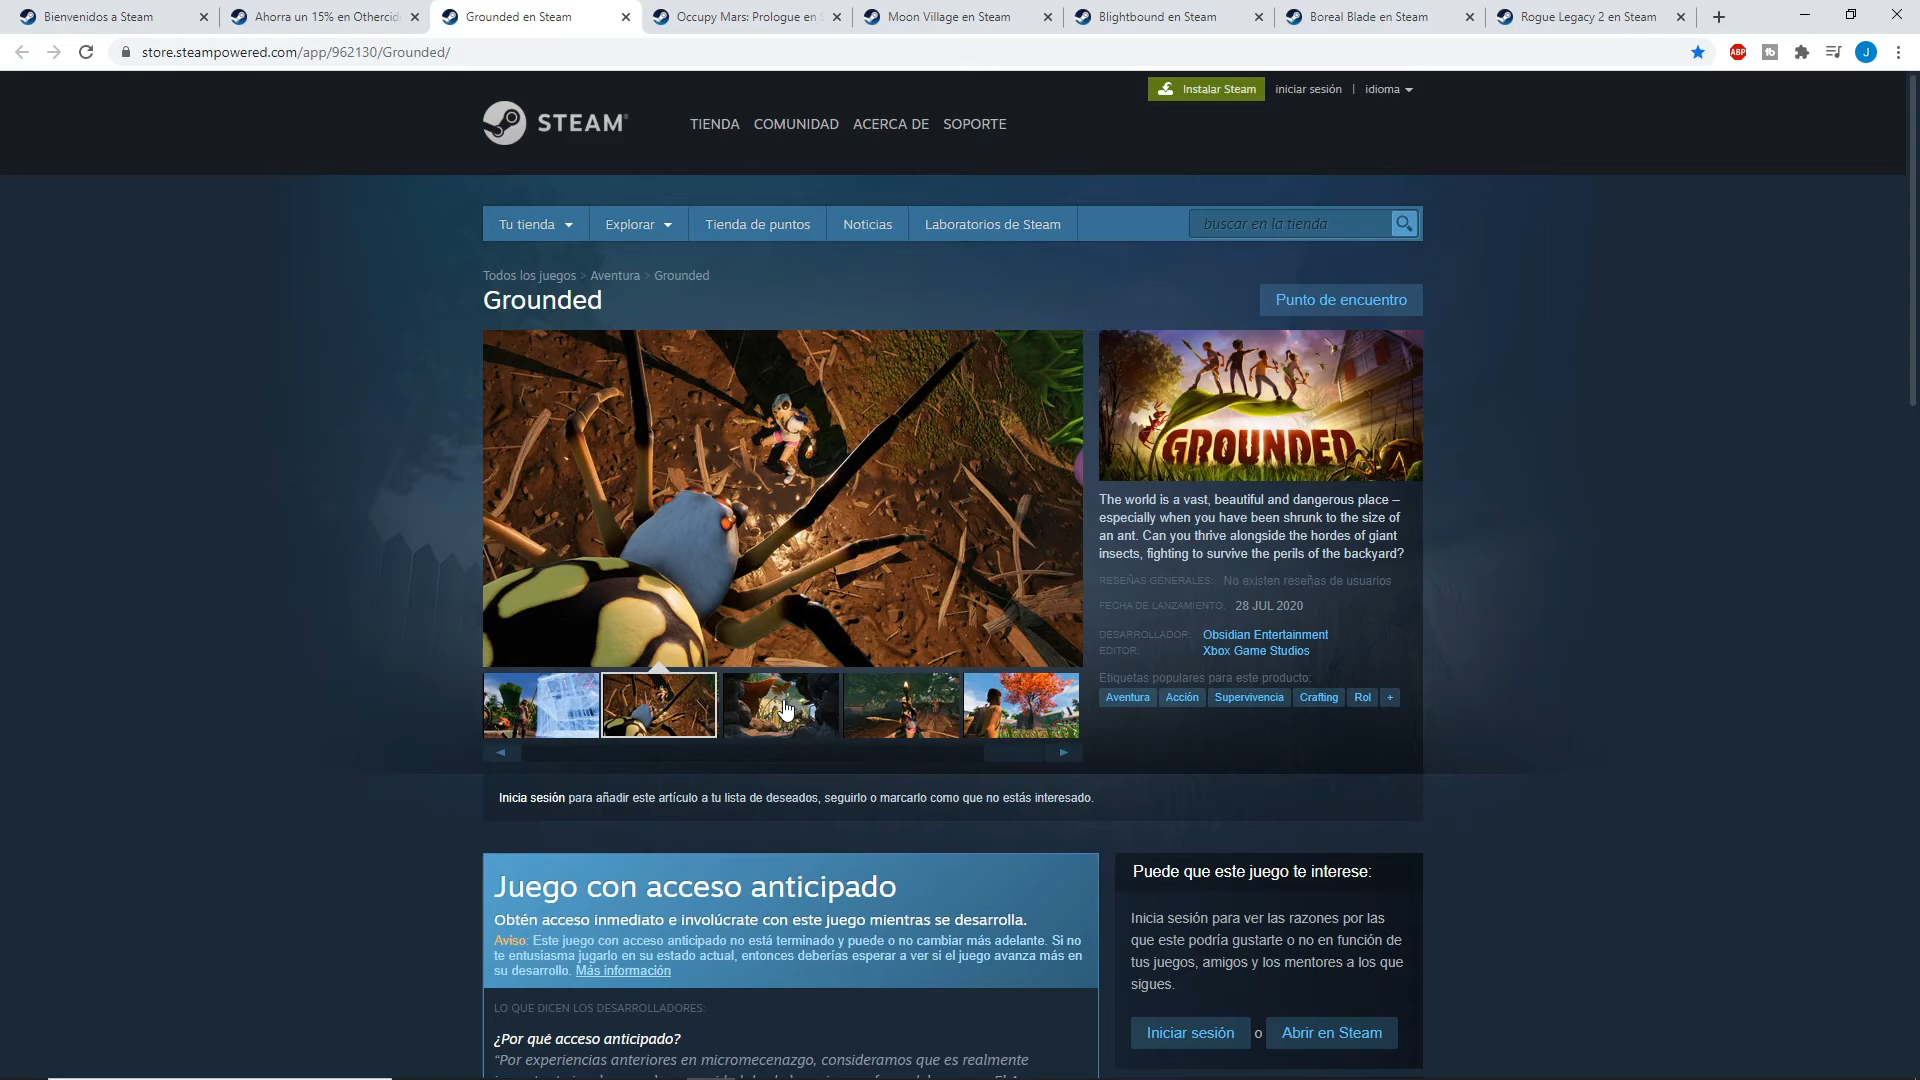 Bienvenidos a Steam
Ahorra un 15% en Othercid
Grounded en Steam
Occupy Mars: Prologue en S
Moon Village en Steam
Blightbound en Steam
Boreal Blade en Steam
Rogue Legacy 2 en Steam
store.steampowered.com/app/962130/Grounded/
ABP
tb
J
Instalar Steam
iniciar sesión | idioma
STEAM
TIENDA COMUNIDAD ACERCA DE SOPORTE
Tu tienda Explorar Tienda de puntos Noticias Laboratorios de Steam
buscar en la tienda
Todos los juegos > Aventura > Grounded
Grounded
Punto de encuentro
GROUNDED
The world is a vast, beautiful and dangerous place –
especially when you have been shrunk to the size of
an ant. Can you thrive alongside the hordes of giant
insects, fighting to survive the perils of the backyard?
RESEÑAS GENERALES: No existen reseñas de usuarios
FECHA DE LANZAMIENTO: 28 JUL 2020
DESARROLLADOR: Obsidian Entertainment
EDITOR: Xbox Game Studios
Etiquetas populares para este producto:
Aventura Acción Supervivencia Crafting Rol +
Inicia sesión para añadir este artículo a tu lista de deseados, seguirlo o marcarlo como que no estás interesado.
Juego con acceso anticipado
Obtén acceso inmediato e involúcrate con este juego mientras se desarrolla.
Aviso: Este juego con acceso anticipado no está terminado y puede o no cambiar más adelante. Si no
te entusiasma jugarlo en su estado actual, entonces deberías esperar a ver si el juego avanza más en
su desarrollo. Más información
LO QUE DICEN LOS DESARROLLADORES:
¿Por qué acceso anticipado?
“Por experiencias anteriores en micromecenazgo, consideramos que es realmente
Puede que este juego te interese:
Inicia sesión para ver las razones por las
que este podría gustarte o no en función de
tus juegos, amigos y los mentores a los que
sigues.
Iniciar sesión o Abrir en Steam